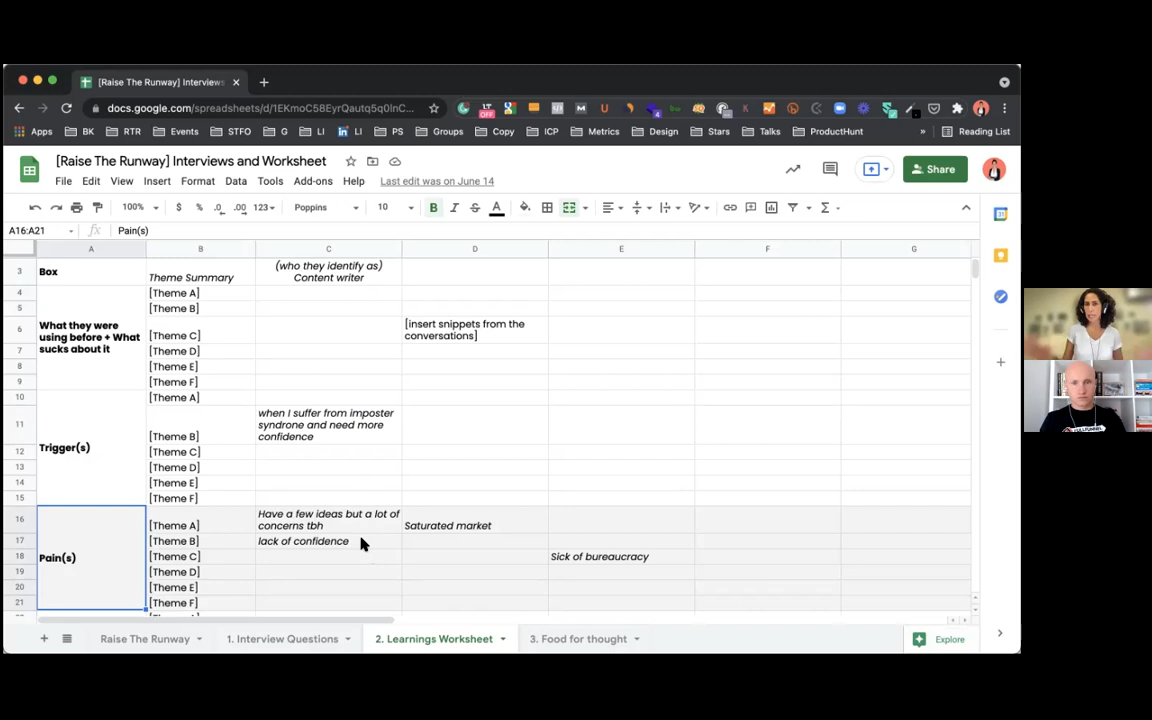 [Raise The Runway] Interviews
docs.google.com/spreadsheets/d/1EKmoC58EyrQautq5q0InC...
Apps BK RTR Events STFO G LI LI PS Groups Copy ICP Metrics Design Stars Talks ProductHunt » Reading List
[Raise The Runway] Interviews and Worksheet
File Edit View Insert Format Data Tools Add-ons Help Last edit was on June 14
Share
100% $ % .0 .00 123 Poppins 10 B I S A
A16:A21 fx Pain(s)
A B C D E F G
3 Box Theme Summary (who they identify as)
Content writer
4 [Theme A]
5 [Theme B]
What they were
using before + What
sucks about it
6 [Theme C] [insert snippets from the
conversations]
7 [Theme D]
8 [Theme E]
9 [Theme F]
10 [Theme A]
Trigger(s)
11 [Theme B] when I suffer from imposter
syndrome and need more
confidence
12 [Theme C]
13 [Theme D]
14 [Theme E]
15 [Theme F]
Pain(s)
16 [Theme A] Have a few ideas but a lot of
concerns tbh Saturated market
17 [Theme B] lack of confidence
18 [Theme C] Sick of bureaucracy
19 [Theme D]
20 [Theme E]
21 [Theme F]
Raise The Runway 1. Interview Questions 2. Learnings Worksheet 3. Food for thought Explore